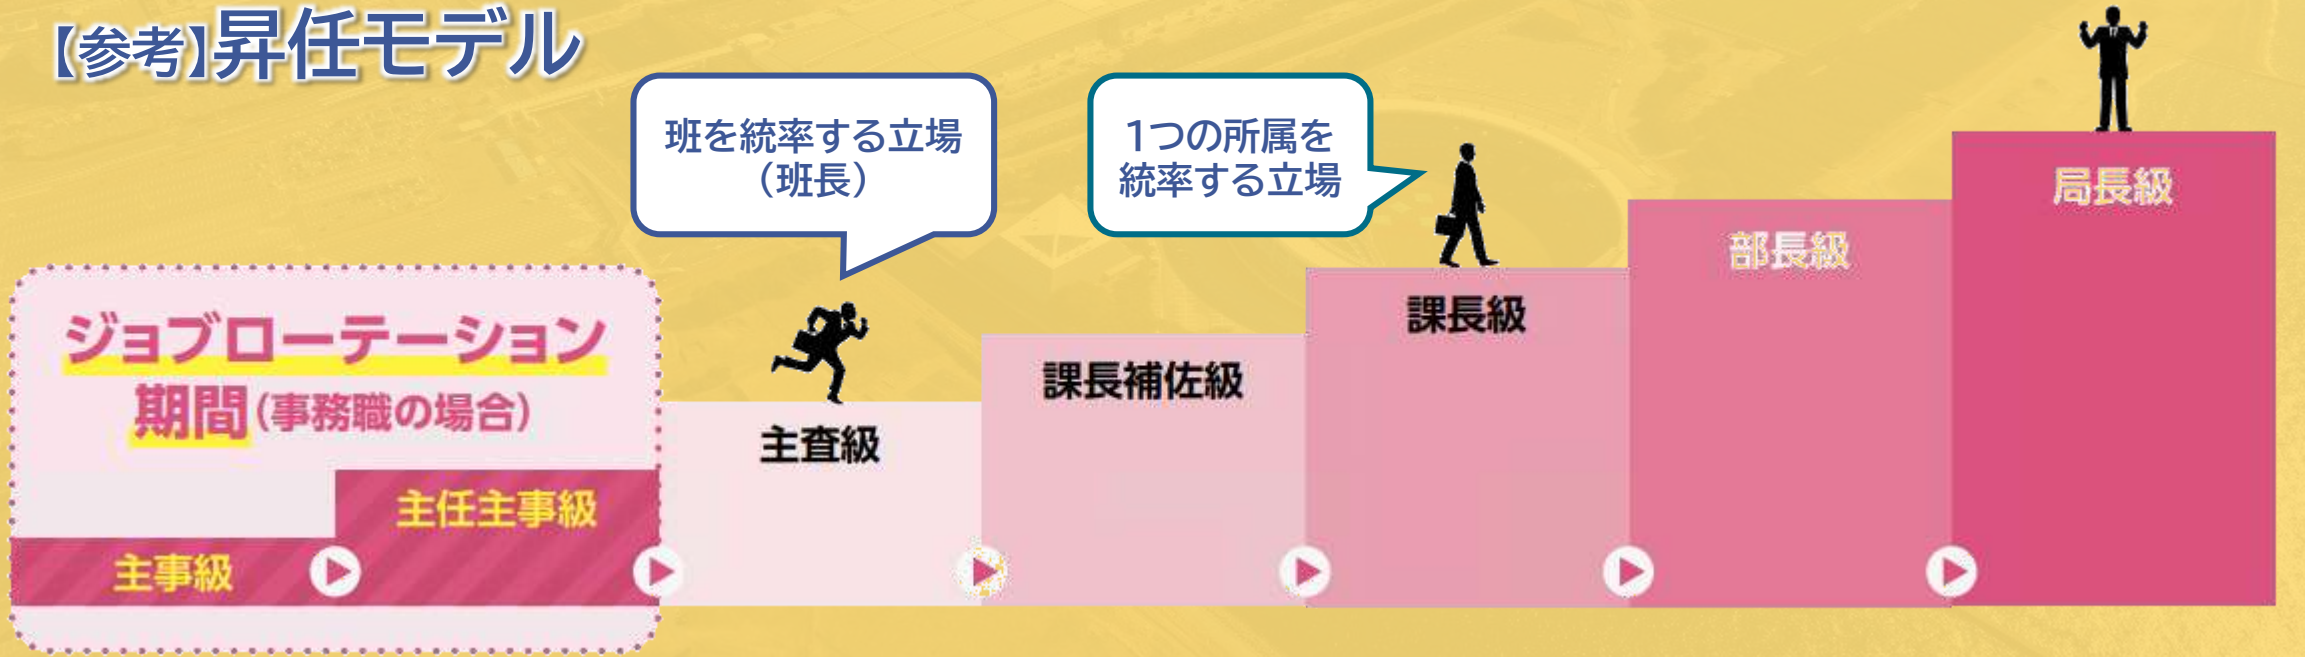 【参考】昇任モデル
班を統率する立場
（班長）
1つの所属を
統率する立場
ジョブローテーション
期間(事務職の場合)
主事級
主任主事級
主査級
課長補佐級
課長級
部長級
局長級